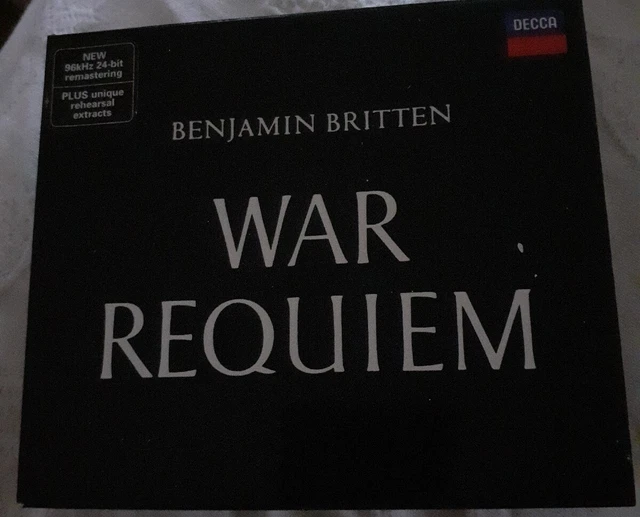 NEW
96kHz 24-bit
remastering
PLUS unique
rehearsal
extracts
DECCA
BENJAMIN BRITTEN
WAR
REQUIEM